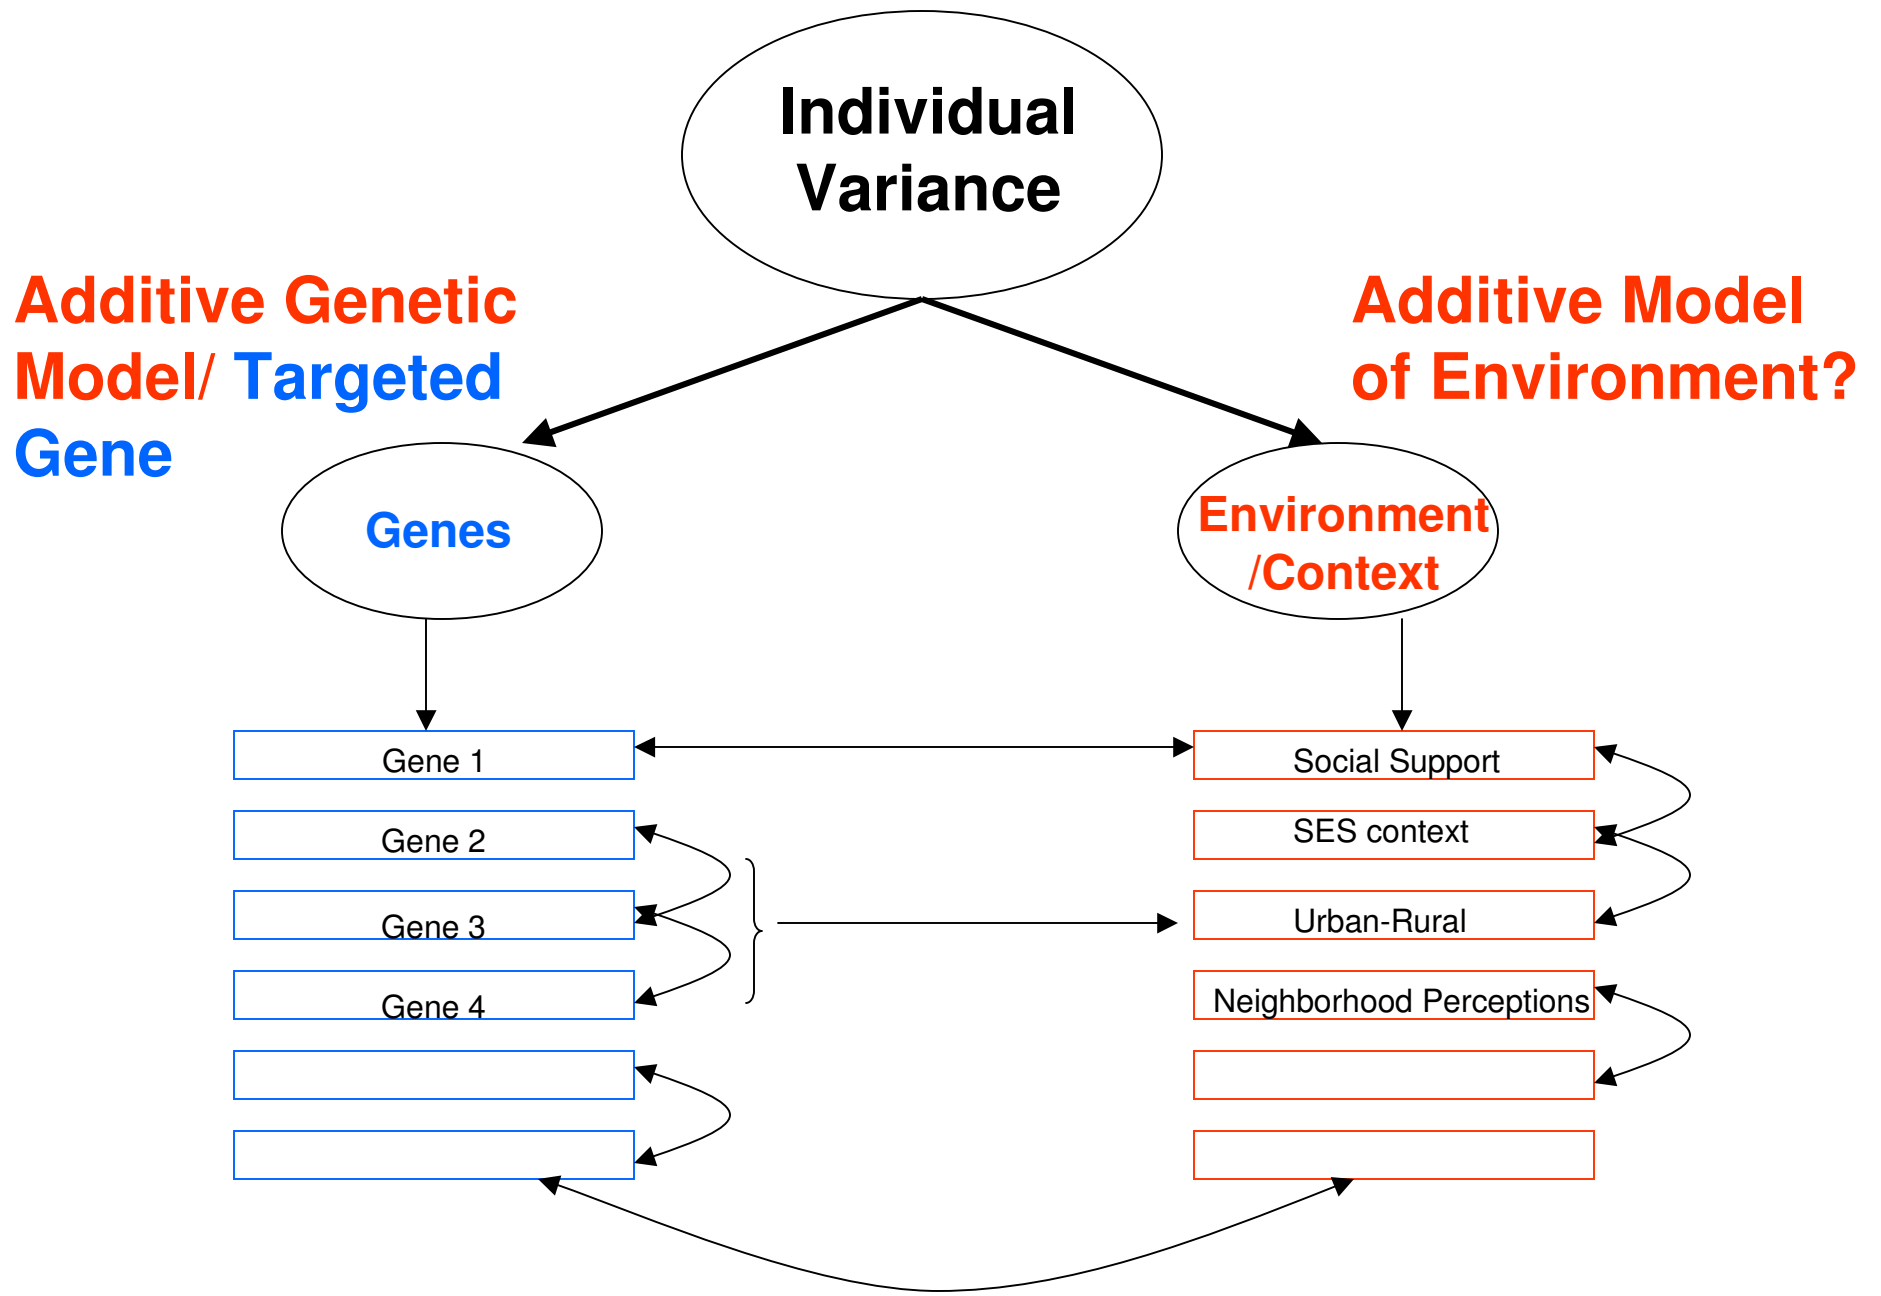 Individual
Variance
Additive Genetic
Model/ Targeted
Gene
Additive Model
of Environment?
Genes
Environment
/Context
Gene 1
Gene 2
Gene 3
Gene 4
Social Support
SES context
Urban-Rural
Neighborhood Perceptions